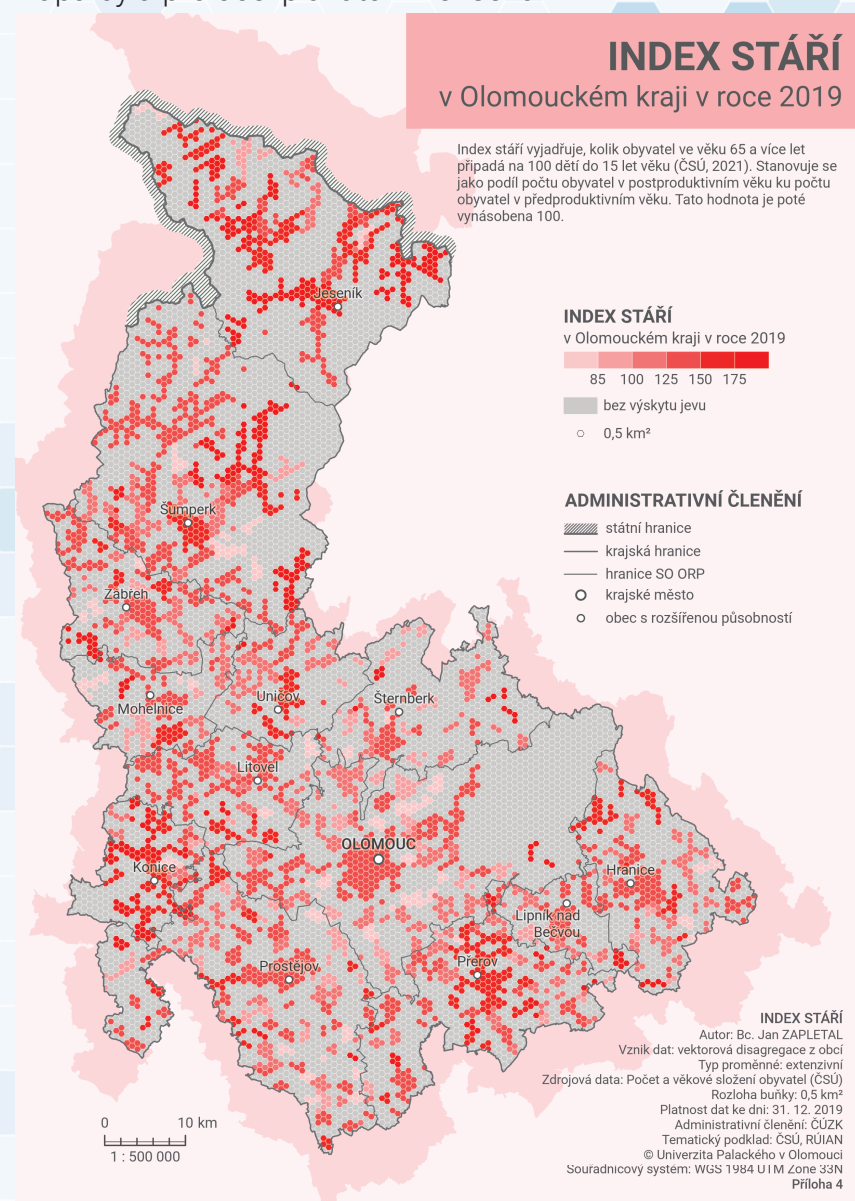 INDEX STÁŘÍ
v Olomouckém kraji v roce 2019
Index stáří vyjadřuje, kolik obyvatel ve věku 65 a více let
připadá na 100 dětí do 15 let věku (ČSÚ, 2021). Stanovuje se
jako podíl počtu obyvatel v postproduktivním věku ku počtu
obyvatel v předproduktivním věku. Tato hodnota je poté
vynásobena 100.
Jeseník
INDEX STÁŘÍ
v Olomouckém kraji v roce 2019
85 100 125 150 175
bez výskytu jevu
0,5 km²
ADMINISTRATIVNÍ ČLENĚNÍ
státní hranice
krajská hranice
hranice SO ORP
krajské město
obec s rozšířenou působností
Šumperk
Zábřeh
Mohelnice
Uničov
Šternberk
Litovel
OLOMOUC
Konice
Hranice
Lipník nad
Bečvou
Prostějov
Přerov
INDEX STÁŘÍ
Autor: Bc. Jan ZAPLETAL
Vznik dat: vektorová disagregace z obcí
Typ proměnné: extenzivní
Zdrojová data: Počet a věkové složení obyvatel (ČSÚ)
Rozloha buňky: 0,5 km²
Platnost dat ke dni: 31. 12. 2019
Administrativní členění: ČÚZK
Tematický podklad: ČSÚ, RÚIAN
© Univerzita Palackého v Olomouci
Souřadnicový systém: WGS 1984 UTM Zone 33N
Příloha 4
0 10 km
1 : 500 000